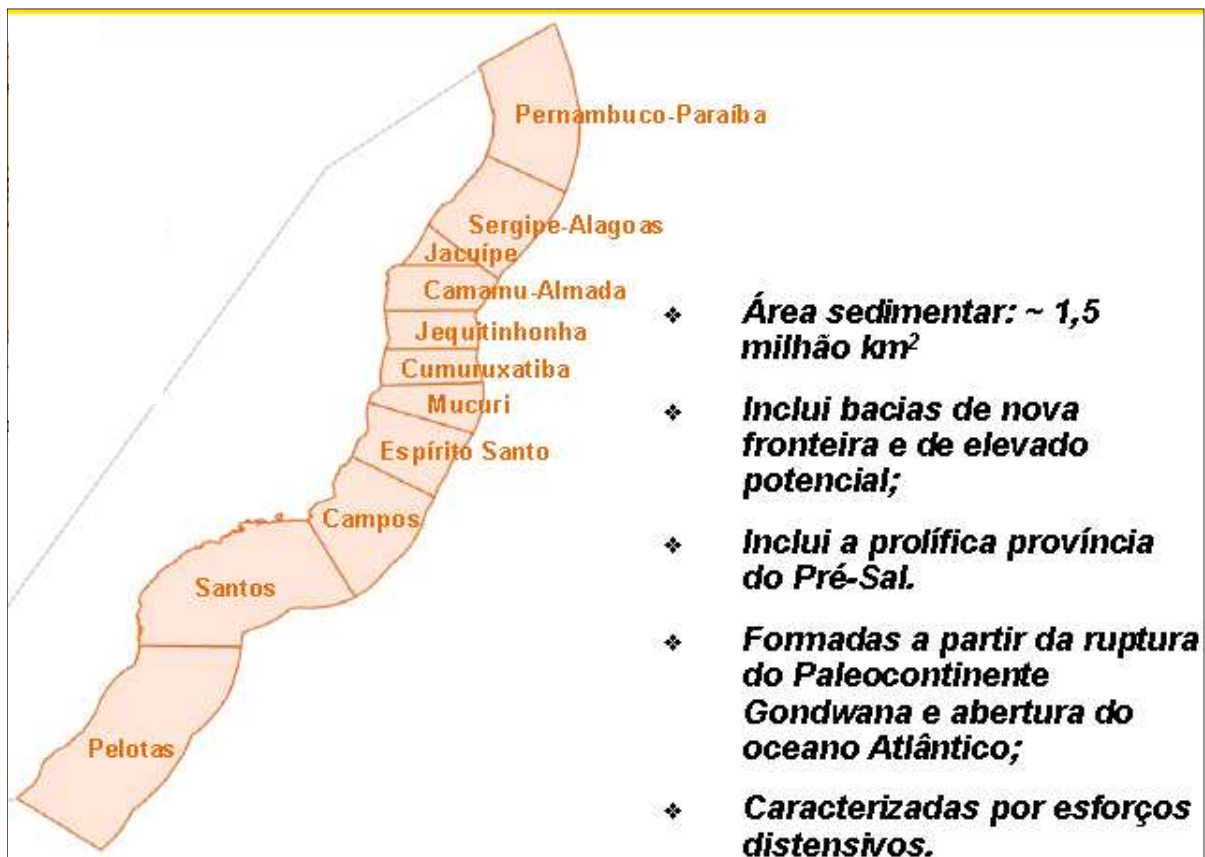 Pernambuco-Paraíba
Sergipe-Alagoas
Jacuípe
Camamu-Almada
Jequitinhonha
Cumuruxatiba
Mucuri
Espírito Santo
Campos
Santos
Pelotas
❖ Área sedimentar: ~ 1,5
milhão km²
❖ Inclui bacias de nova
fronteira e de elevado
potencial;
❖ Inclui a prolífica província
do Pré-Sal.
❖ Formadas a partir da ruptura
do Paleocontinente
Gondwana e abertura do
oceano Atlântico;
❖ Caracterizadas por esforços
distensivos.